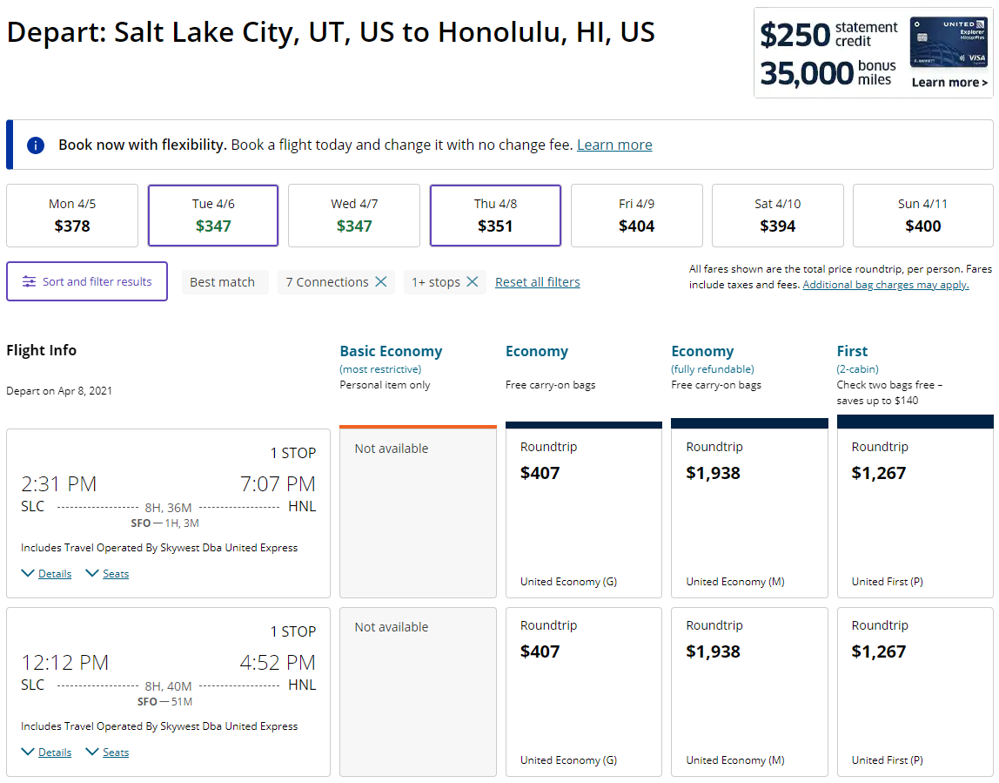 Depart: Salt Lake City, UT, US to Honolulu, HI, US
$250 statement credit
35,000 bonus miles
UNITED
Explorer
MileagePlus
VISA
Learn more >
Book now with flexibility. Book a flight today and change it with no change fee. Learn more
Mon 4/5
$378
Tue 4/6
$347
Wed 4/7
$347
Thu 4/8
$351
Fri 4/9
$404
Sat 4/10
$394
Sun 4/11
$400
Sort and filter results
Best match
7 Connections
1+ stops
Reset all filters
All fares shown are the total price roundtrip, per person. Fares
include taxes and fees. Additional bag charges may apply.
Flight Info
Depart on Apr 8, 2021
Basic Economy
(most restrictive)
Personal item only
Economy
Free carry-on bags
Economy
(fully refundable)
Free carry-on bags
First
(2-cabin)
Check two bags free –
saves up to $140
1 STOP
2:31 PM 7:07 PM
SLC 8H, 36M HNL
SFO — 1H, 3M
Includes Travel Operated By Skywest Dba United Express
Details Seats
Not available
Roundtrip
$407
United Economy (G)
Roundtrip
$1,938
United Economy (M)
Roundtrip
$1,267
United First (P)
1 STOP
12:12 PM 4:52 PM
SLC 8H, 40M HNL
SFO — 51M
Includes Travel Operated By Skywest Dba United Express
Details Seats
Not available
Roundtrip
$407
United Economy (G)
Roundtrip
$1,938
United Economy (M)
Roundtrip
$1,267
United First (P)